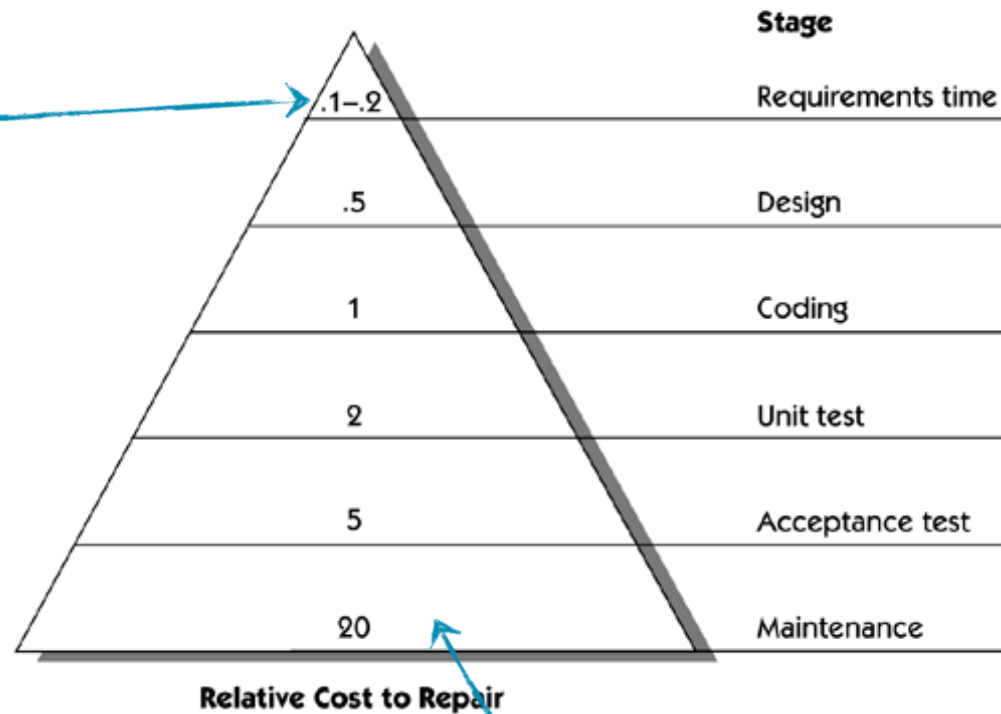 Stage
.1–.2 Requirements time
.5 Design
1 Coding
2 Unit test
5 Acceptance test
20 Maintenance
Relative Cost to Repair